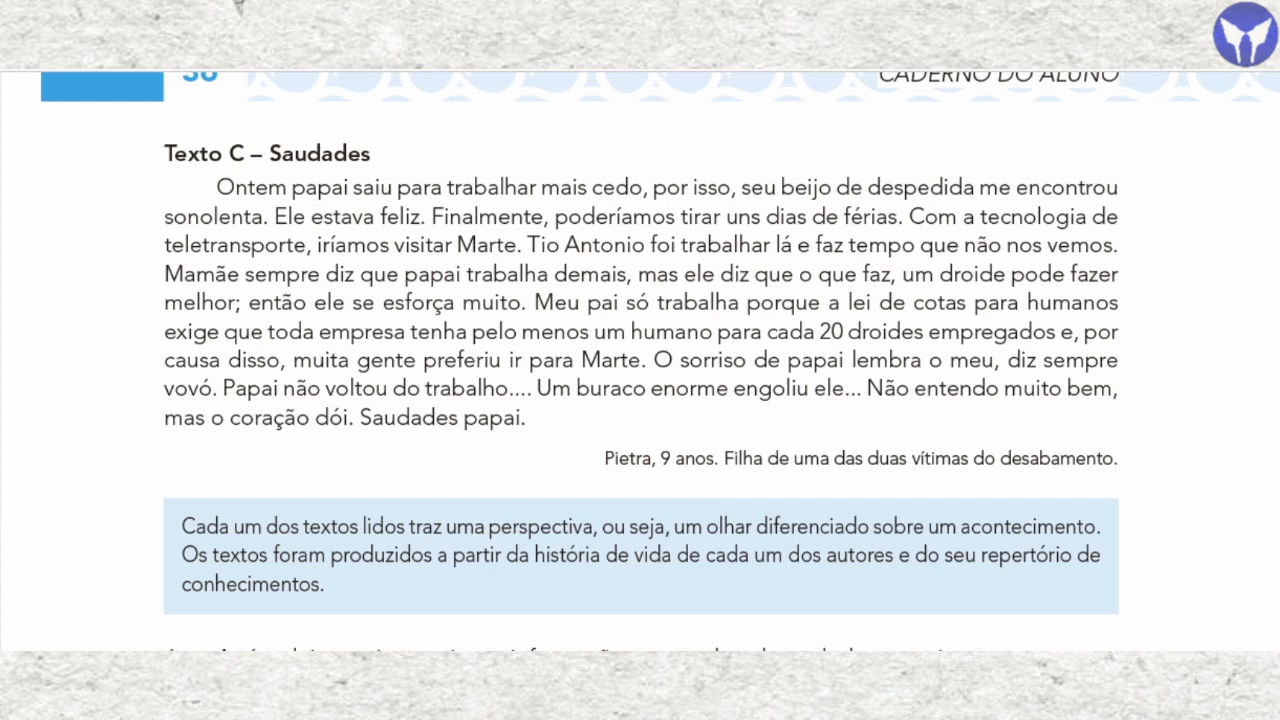 36
CADERNO DO ALUNO
Texto C – Saudades
Ontem papai saiu para trabalhar mais cedo, por isso, seu beijo de despedida me encontrou
sonolenta. Ele estava feliz. Finalmente, poderíamos tirar uns dias de férias. Com a tecnologia de
teletransporte, iríamos visitar Marte. Tio Antonio foi trabalhar lá e faz tempo que não nos vemos.
Mamãe sempre diz que papai trabalha demais, mas ele diz que o que faz, um droide pode fazer
melhor; então ele se esforça muito. Meu pai só trabalha porque a lei de cotas para humanos
exige que toda empresa tenha pelo menos um humano para cada 20 droides empregados e, por
causa disso, muita gente preferiu ir para Marte. O sorriso de papai lembra o meu, diz sempre
vovó. Papai não voltou do trabalho.... Um buraco enorme engoliu ele... Não entendo muito bem,
mas o coração dói. Saudades papai.
Pietra, 9 anos. Filha de uma das duas vítimas do desabamento.
Cada um dos textos lidos traz uma perspectiva, ou seja, um olhar diferenciado sobre um acontecimento.
Os textos foram produzidos a partir da história de vida de cada um dos autores e do seu repertório de
conhecimentos.